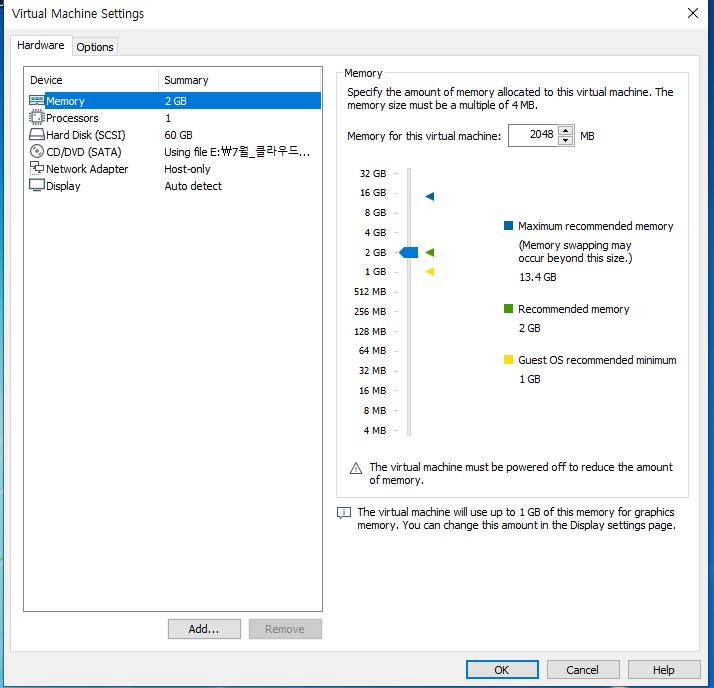 Virtual Machine Settings
Hardware
Options
Device Summary
Memory 2 GB
Processors 1
Hard Disk (SCSI) 60 GB
CD/DVD (SATA) Using file E:₩7월_클라우드...
Network Adapter Host-only
Display Auto detect
Add...
Remove
Memory
Specify the amount of memory allocated to this virtual machine. The
memory size must be a multiple of 4 MB.
Memory for this virtual machine: 2048 MB
32 GB
16 GB
8 GB
4 GB
2 GB
1 GB
512 MB
256 MB
128 MB
64 MB
32 MB
16 MB
8 MB
4 MB
Maximum recommended memory
(Memory swapping may
occur beyond this size.)
13.4 GB
Recommended memory
2 GB
Guest OS recommended minimum
1 GB
The virtual machine must be powered off to reduce the amount
of memory.
The virtual machine will use up to 1 GB of this memory for graphics
memory. You can change this amount in the Display settings page.
OK
Cancel
Help